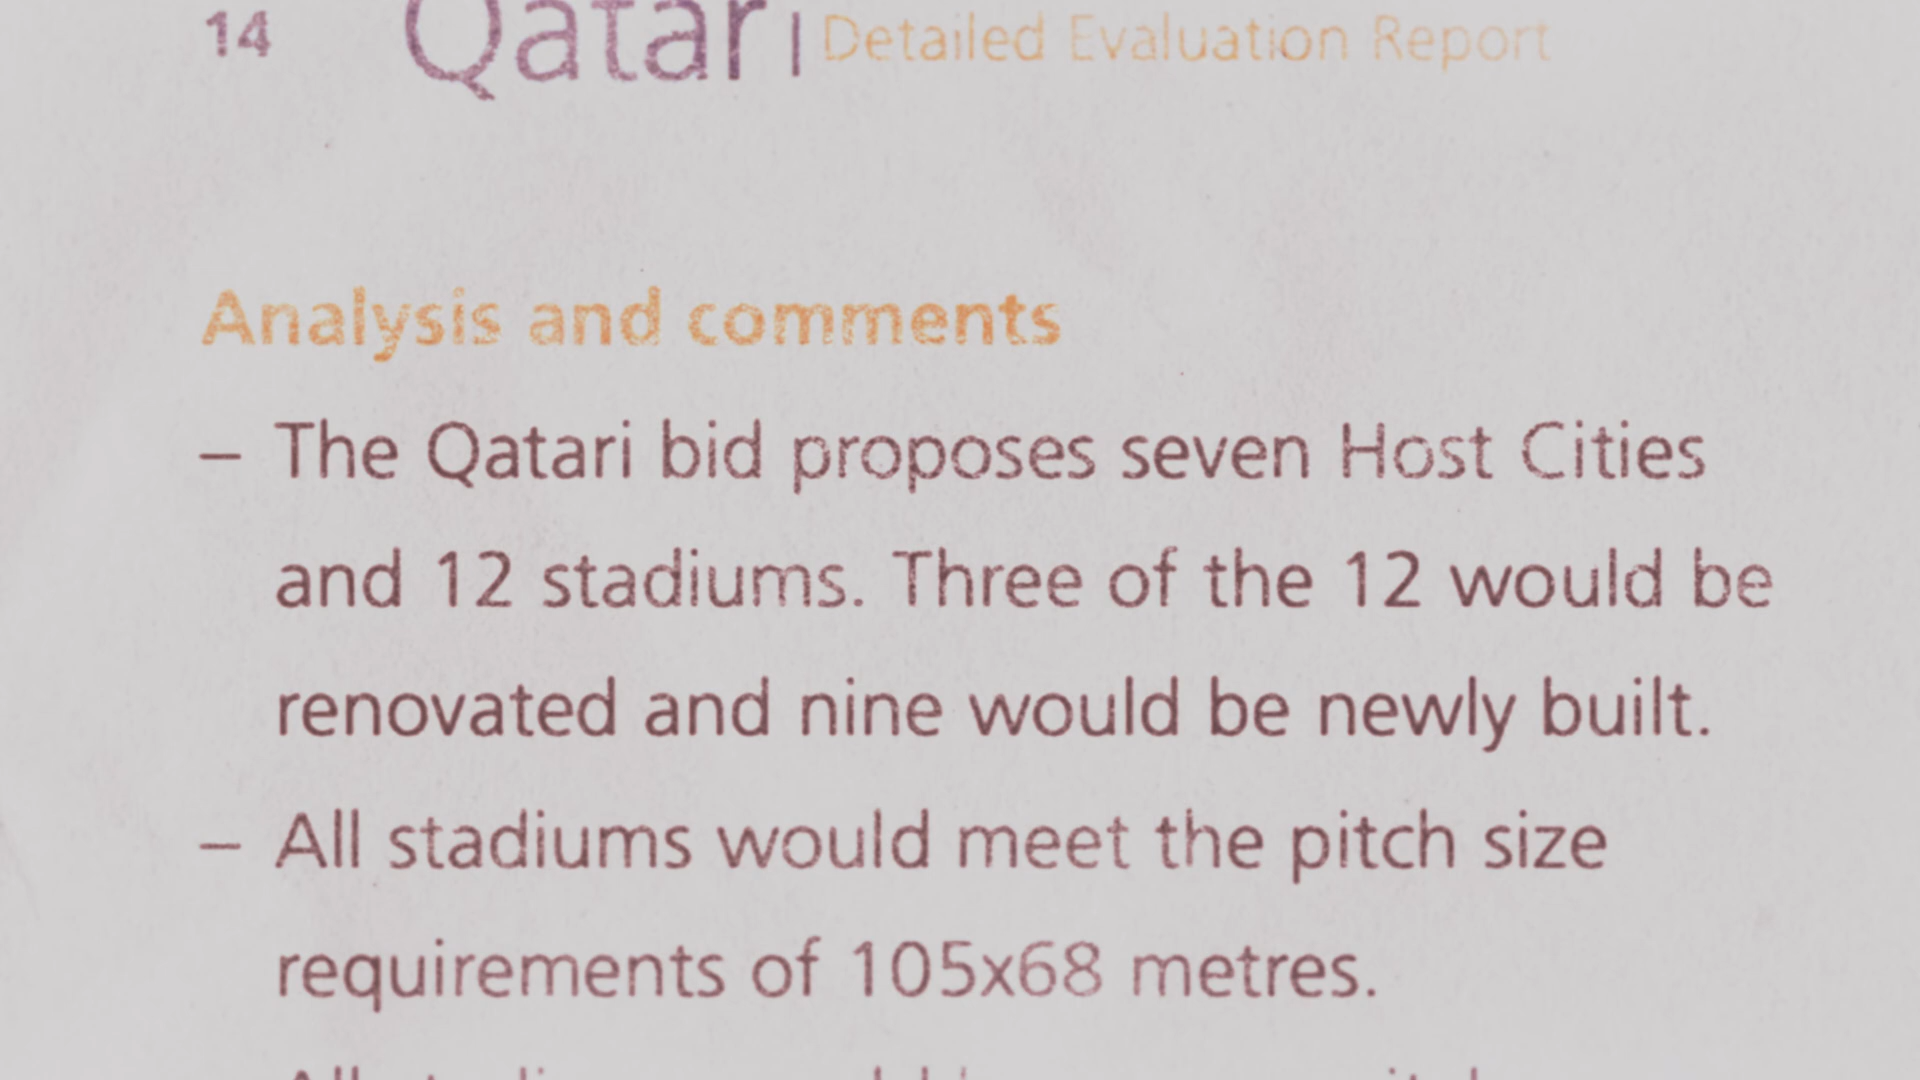 14 Qatar | Detailed Evaluation Report
Analysis and comments
– The Qatari bid proposes seven Host Cities
and 12 stadiums. Three of the 12 would be
renovated and nine would be newly built.
– All stadiums would meet the pitch size
requirements of 105x68 metres.